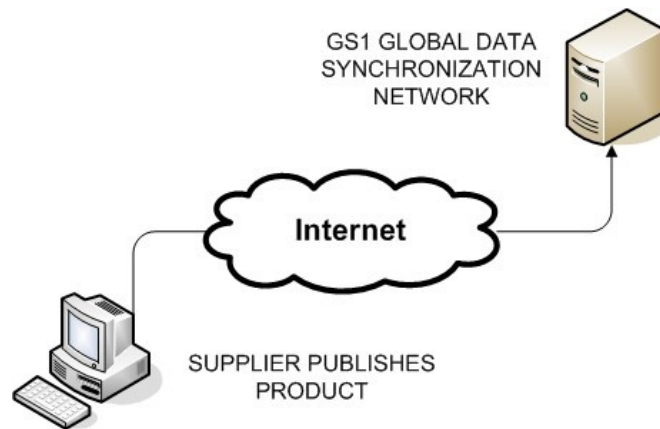 GS1 GLOBAL DATA
SYNCHRONIZATION
NETWORK
Internet
SUPPLIER PUBLISHES
PRODUCT